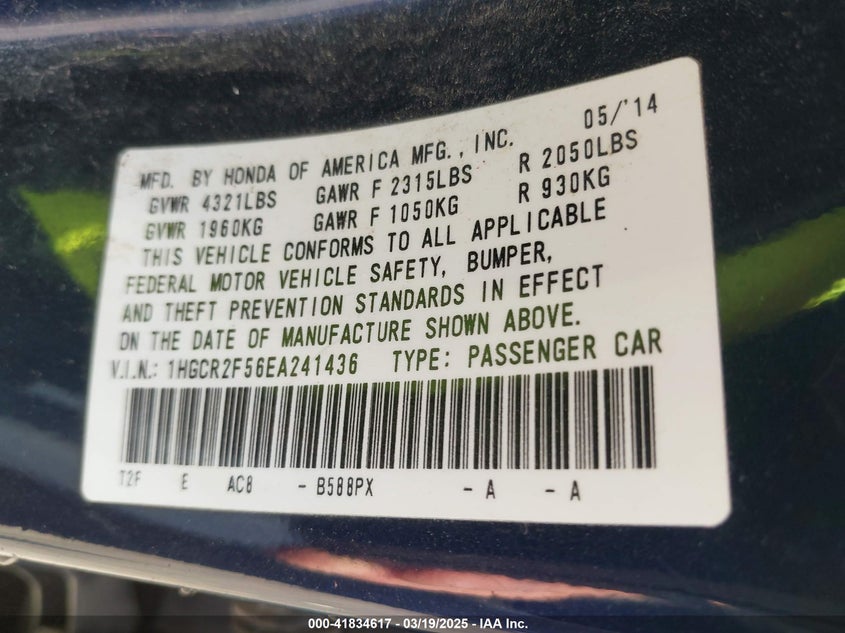 05/'14
MFD. BY HONDA OF AMERICA MFG., INC.
GVWR 4321LBS GAWR F 2315LBS R 2050LBS
GVWR 1960KG GAWR F 1050KG R 930KG
THIS VEHICLE CONFORMS TO ALL APPLICABLE
FEDERAL MOTOR VEHICLE SAFETY, BUMPER,
AND THEFT PREVENTION STANDARDS IN EFFECT
ON THE DATE OF MANUFACTURE SHOWN ABOVE.
V.I.N.: 1HGCR2F56EA241436 TYPE: PASSENGER CAR
T2F E AC8 - B588PX - A - A
000-41834617 - 03/19/2025 - IAA Inc.